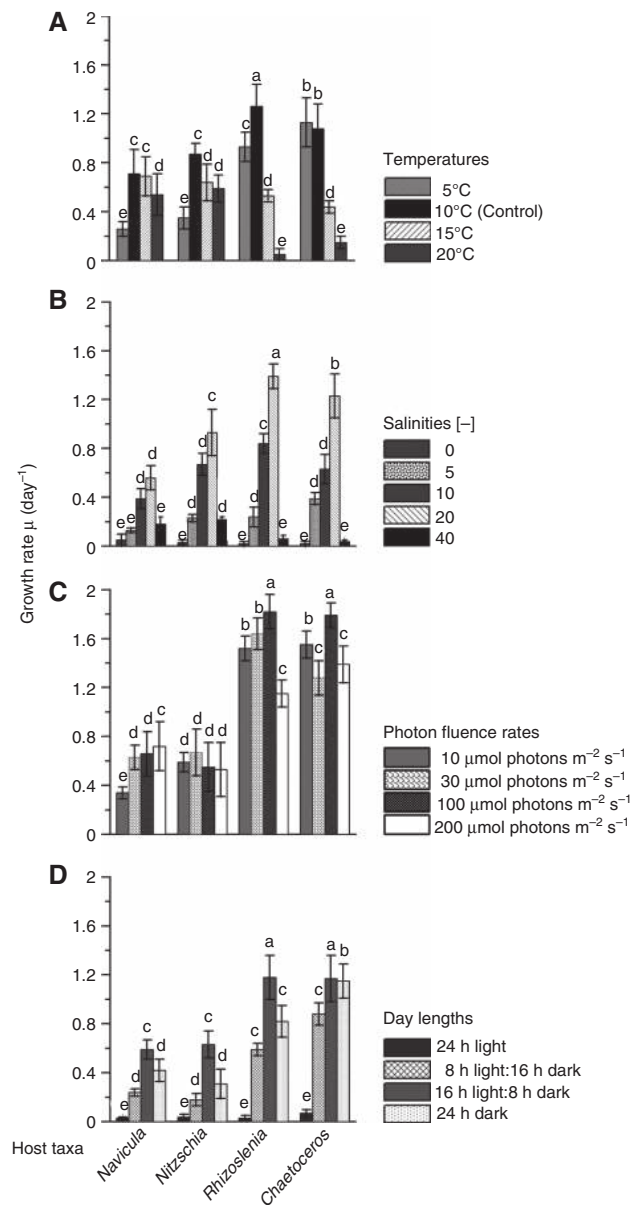 A
2
1.6
1.2
0.8
0.4
0
e c c d
e c d d
c a d e
b b d e
Temperatures
5°C
10°C (Control)
15°C
20°C
B
2
1.6
1.2
0.8
0.4
0
e e d d e
e d d c d
e d c a e
e d d b e
Salinities [–]
0
5
10
20
40
Growth rate μ (day⁻¹)
C
2
1.6
1.2
0.8
0.4
0
e d d c
d d d d
b b a c
b c a c
Photon fluence rates
10 μmol photons m⁻² s⁻¹
30 μmol photons m⁻² s⁻¹
100 μmol photons m⁻² s⁻¹
200 μmol photons m⁻² s⁻¹
D
2
1.6
1.2
0.8
0.4
0
e d c d
e d c d
e c a c
e c a b
Day lengths
24 h light
8 h light:16 h dark
16 h light:8 h dark
24 h dark
Host taxa
Navicula
Nitzschia
Rhizoslenia
Chaetoceros